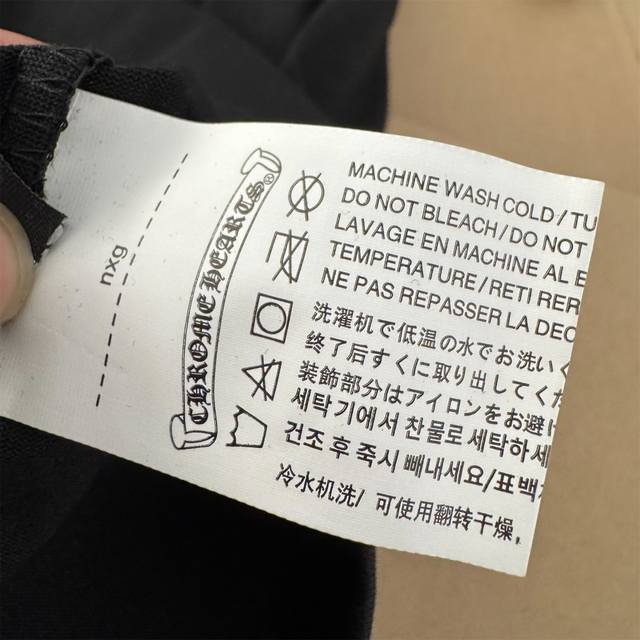 nxg
CHROME HEARTS®
MACHINE WASH COLD/TU
DO NOT BLEACH/DO NOT
LAVAGE EN MACHINE AL E
TEMPERATURE/RETI RER
NE PAS REPASSER LA DEC
洗濯机で低温の水でお洗いく
終了后すぐに取り出してくだ
装飾部分はアイロンをお避け
세탁기에서 찬물로 세탁하세
건조 후 즉시 빼내세요/표백
冷水机洗/ 可使用翻转干燥,